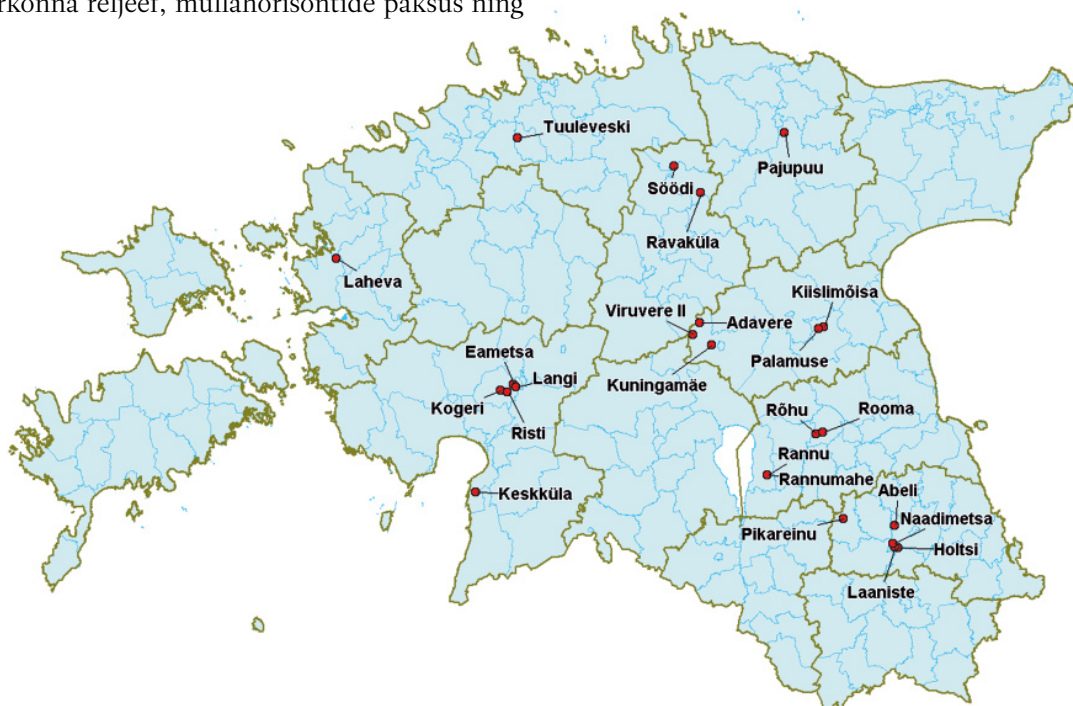 rkonna reljeef, mullahorisontide paksus ning
Tuuleveski
Pajupuu
Söödi
Ravaküla
Laheva
Kiislimõisa
Viruvere II
Adavere
Palamuse
Eametsa
Langi
Kuningamäe
Kogeri
Risti
Rõhu
Rooma
Rannu
Rannumahe
Keskküla
Abeli
Naadimetsa
Pikareinu
Holtsi
Laaniste